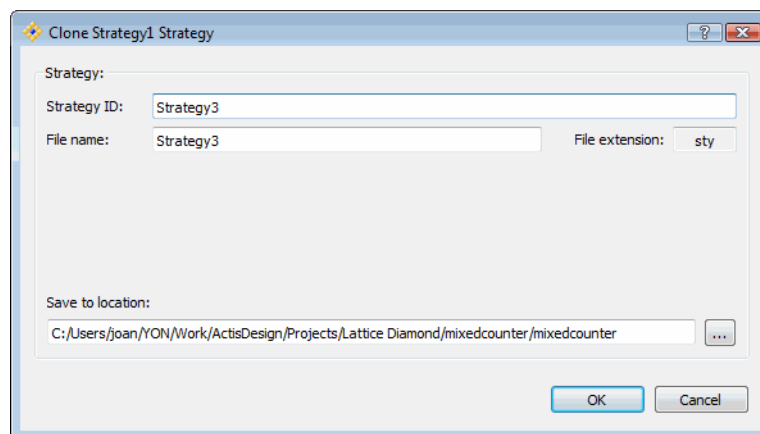 Clone Strategy1 Strategy
Strategy:
Strategy ID: Strategy3
File name: Strategy3 File extension: sty
Save to location:
C:/Users/joan/YON/Work/ActisDesign/Projects/Lattice Diamond/mixedcounter/mixedcounter ...
OK Cancel